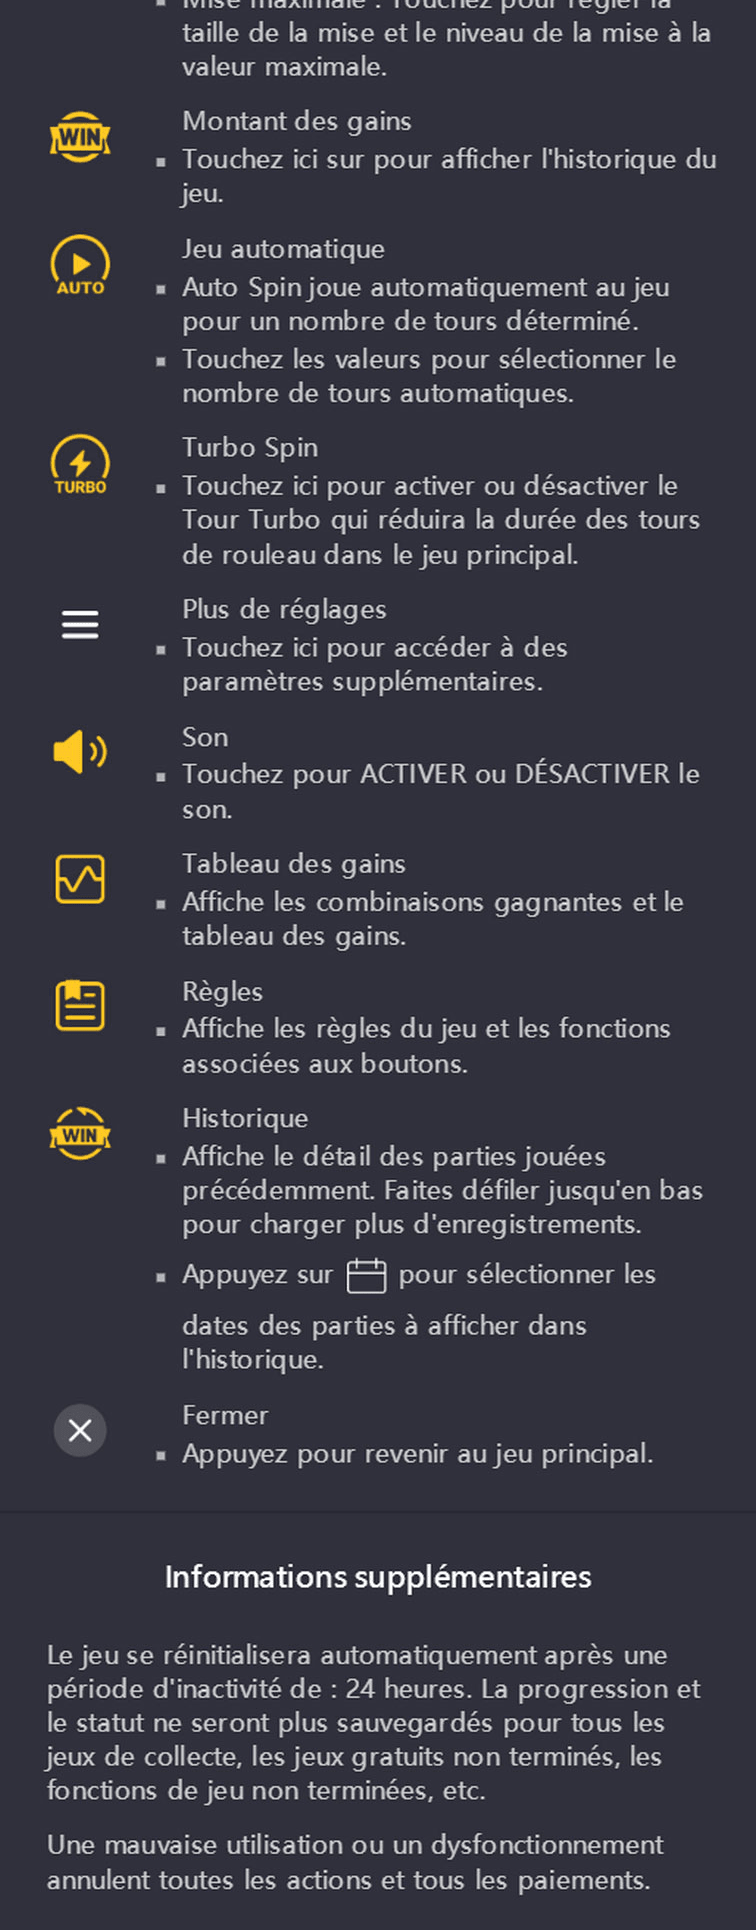 Mise maximale : Touchez pour régler la
taille de la mise et le niveau de la mise à la
valeur maximale.
WIN
Montant des gains
Touchez ici sur pour afficher l'historique du
jeu.
AUTO
Jeu automatique
Auto Spin joue automatiquement au jeu
pour un nombre de tours déterminé.
Touchez les valeurs pour sélectionner le
nombre de tours automatiques.
TURBO
Turbo Spin
Touchez ici pour activer ou désactiver le
Tour Turbo qui réduira la durée des tours
de rouleau dans le jeu principal.
Plus de réglages
Touchez ici pour accéder à des
paramètres supplémentaires.
Son
Touchez pour ACTIVER ou DÉSACTIVER le
son.
Tableau des gains
Affiche les combinaisons gagnantes et le
tableau des gains.
Règles
Affiche les règles du jeu et les fonctions
associées aux boutons.
WIN
Historique
Affiche le détail des parties jouées
précédemment. Faites défiler jusqu'en bas
pour charger plus d'enregistrements.
Appuyez sur pour sélectionner les
dates des parties à afficher dans
l'historique.
Fermer
Appuyez pour revenir au jeu principal.
Informations supplémentaires
Le jeu se réinitialisera automatiquement après une
période d'inactivité de : 24 heures. La progression et
le statut ne seront plus sauvegardés pour tous les
jeux de collecte, les jeux gratuits non terminés, les
fonctions de jeu non terminées, etc.
Une mauvaise utilisation ou un dysfonctionnement
annulent toutes les actions et tous les paiements.